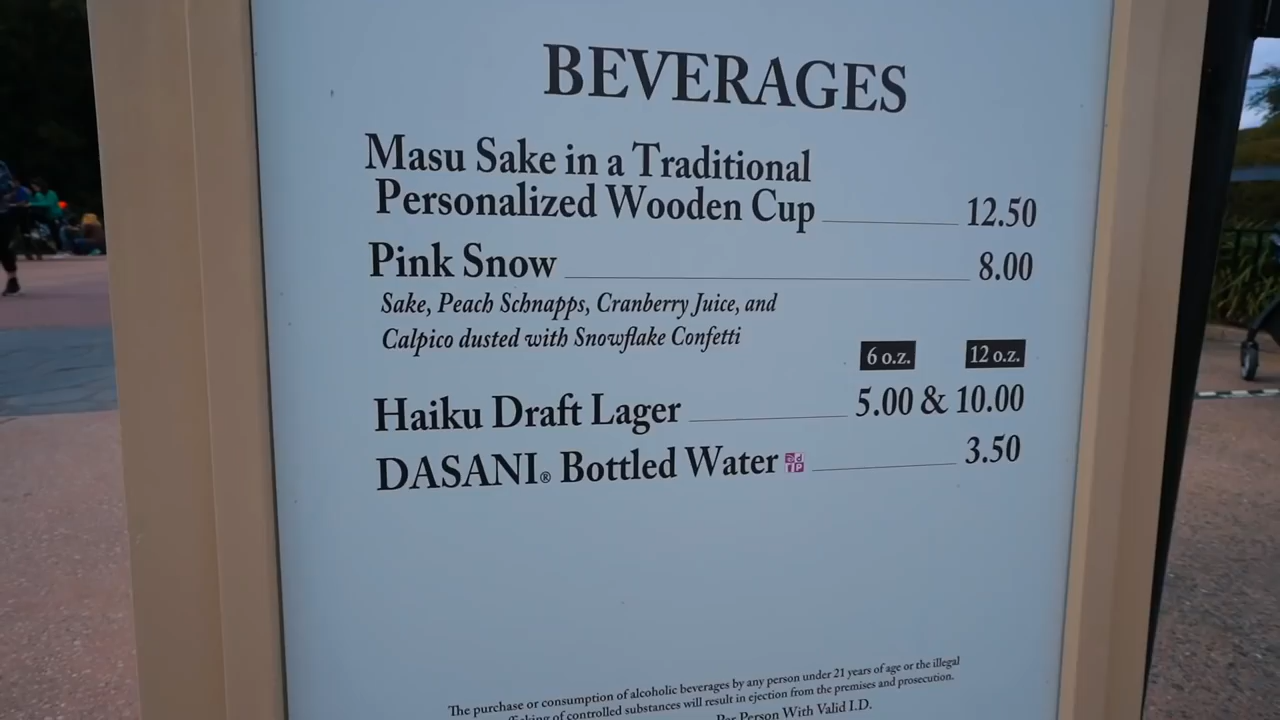 BEVERAGES
Masu Sake in a Traditional
Personalized Wooden Cup 12.50
Pink Snow 8.00
Sake, Peach Schnapps, Cranberry Juice, and
Calpico dusted with Snowflake Confetti
6 o.z. 12 o.z.
Haiku Draft Lager 5.00 & 10.00
DASANI® Bottled Water 3.50
The purchase or consumption of alcoholic beverages by any person under 21 years of age or the illegal
of controlled substances will result in ejection from the premises and prosecution.
Per Person With Valid I.D.